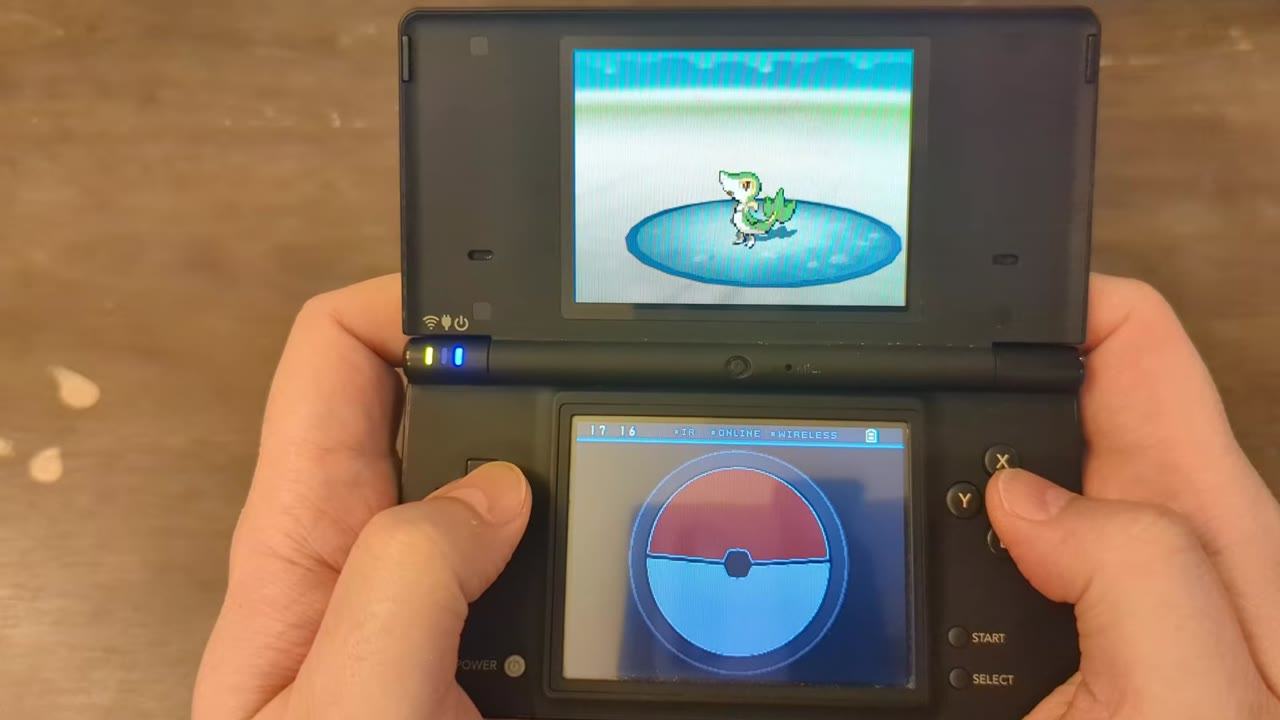 17 16 *IR *ONLINE *WIRELESS
X
Y
START
POWER
SELECT